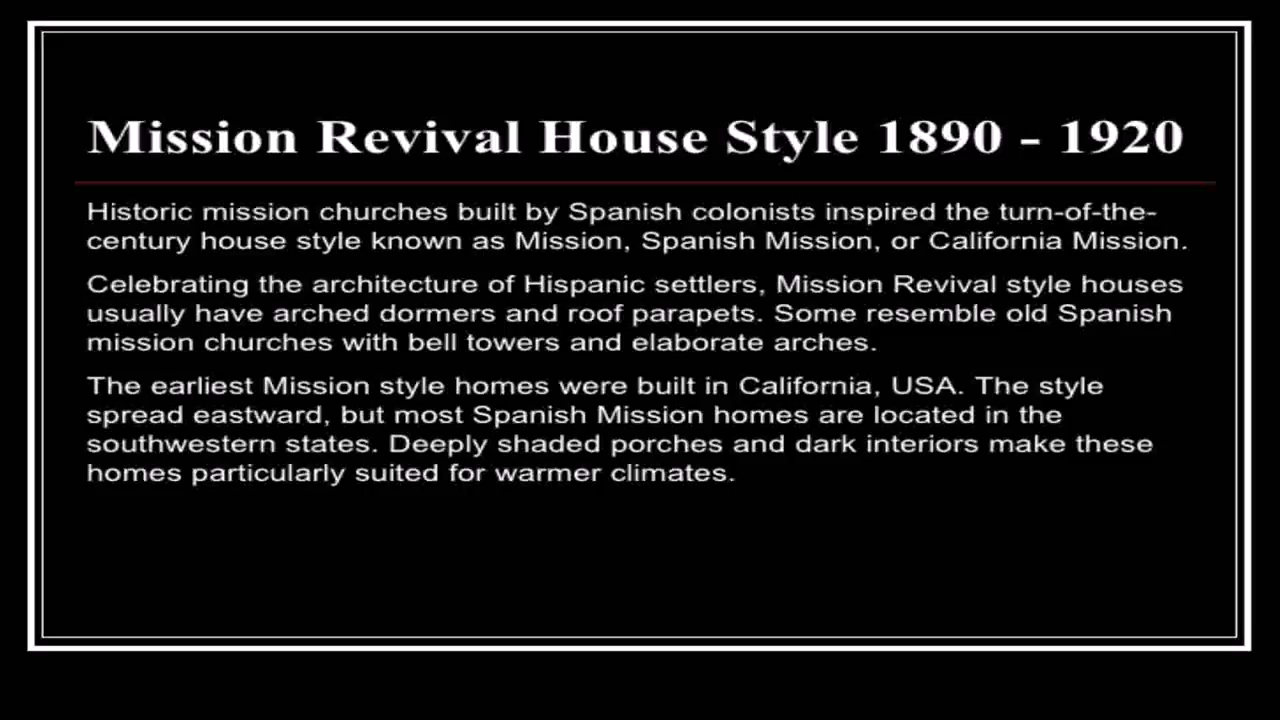 Mission Revival House Style 1890 - 1920
Historic mission churches built by Spanish colonists inspired the turn-of-the-
century house style known as Mission, Spanish Mission, or California Mission.
Celebrating the architecture of Hispanic settlers, Mission Revival style houses
usually have arched dormers and roof parapets. Some resemble old Spanish
mission churches with bell towers and elaborate arches.
The earliest Mission style homes were built in California, USA. The style
spread eastward, but most Spanish Mission homes are located in the
southwestern states. Deeply shaded porches and dark interiors make these
homes particularly suited for warmer climates.